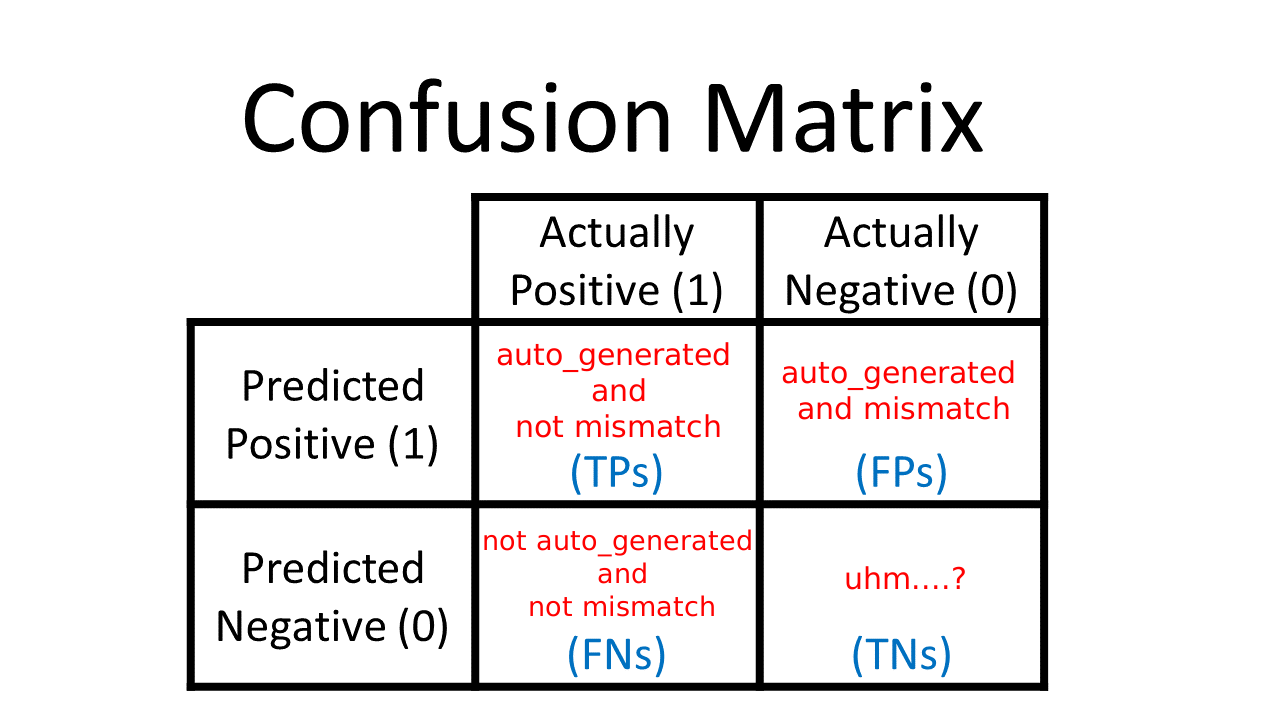 Confusion Matrix
Actually
Positive (1)
Actually
Negative (0)
Predicted
Positive (1)
auto_generated
and
not mismatch
(TPs)
auto_generated
and mismatch
(FPs)
Predicted
Negative (0)
not auto_generated
and
not mismatch
(FNs)
uhm....?
(TNs)